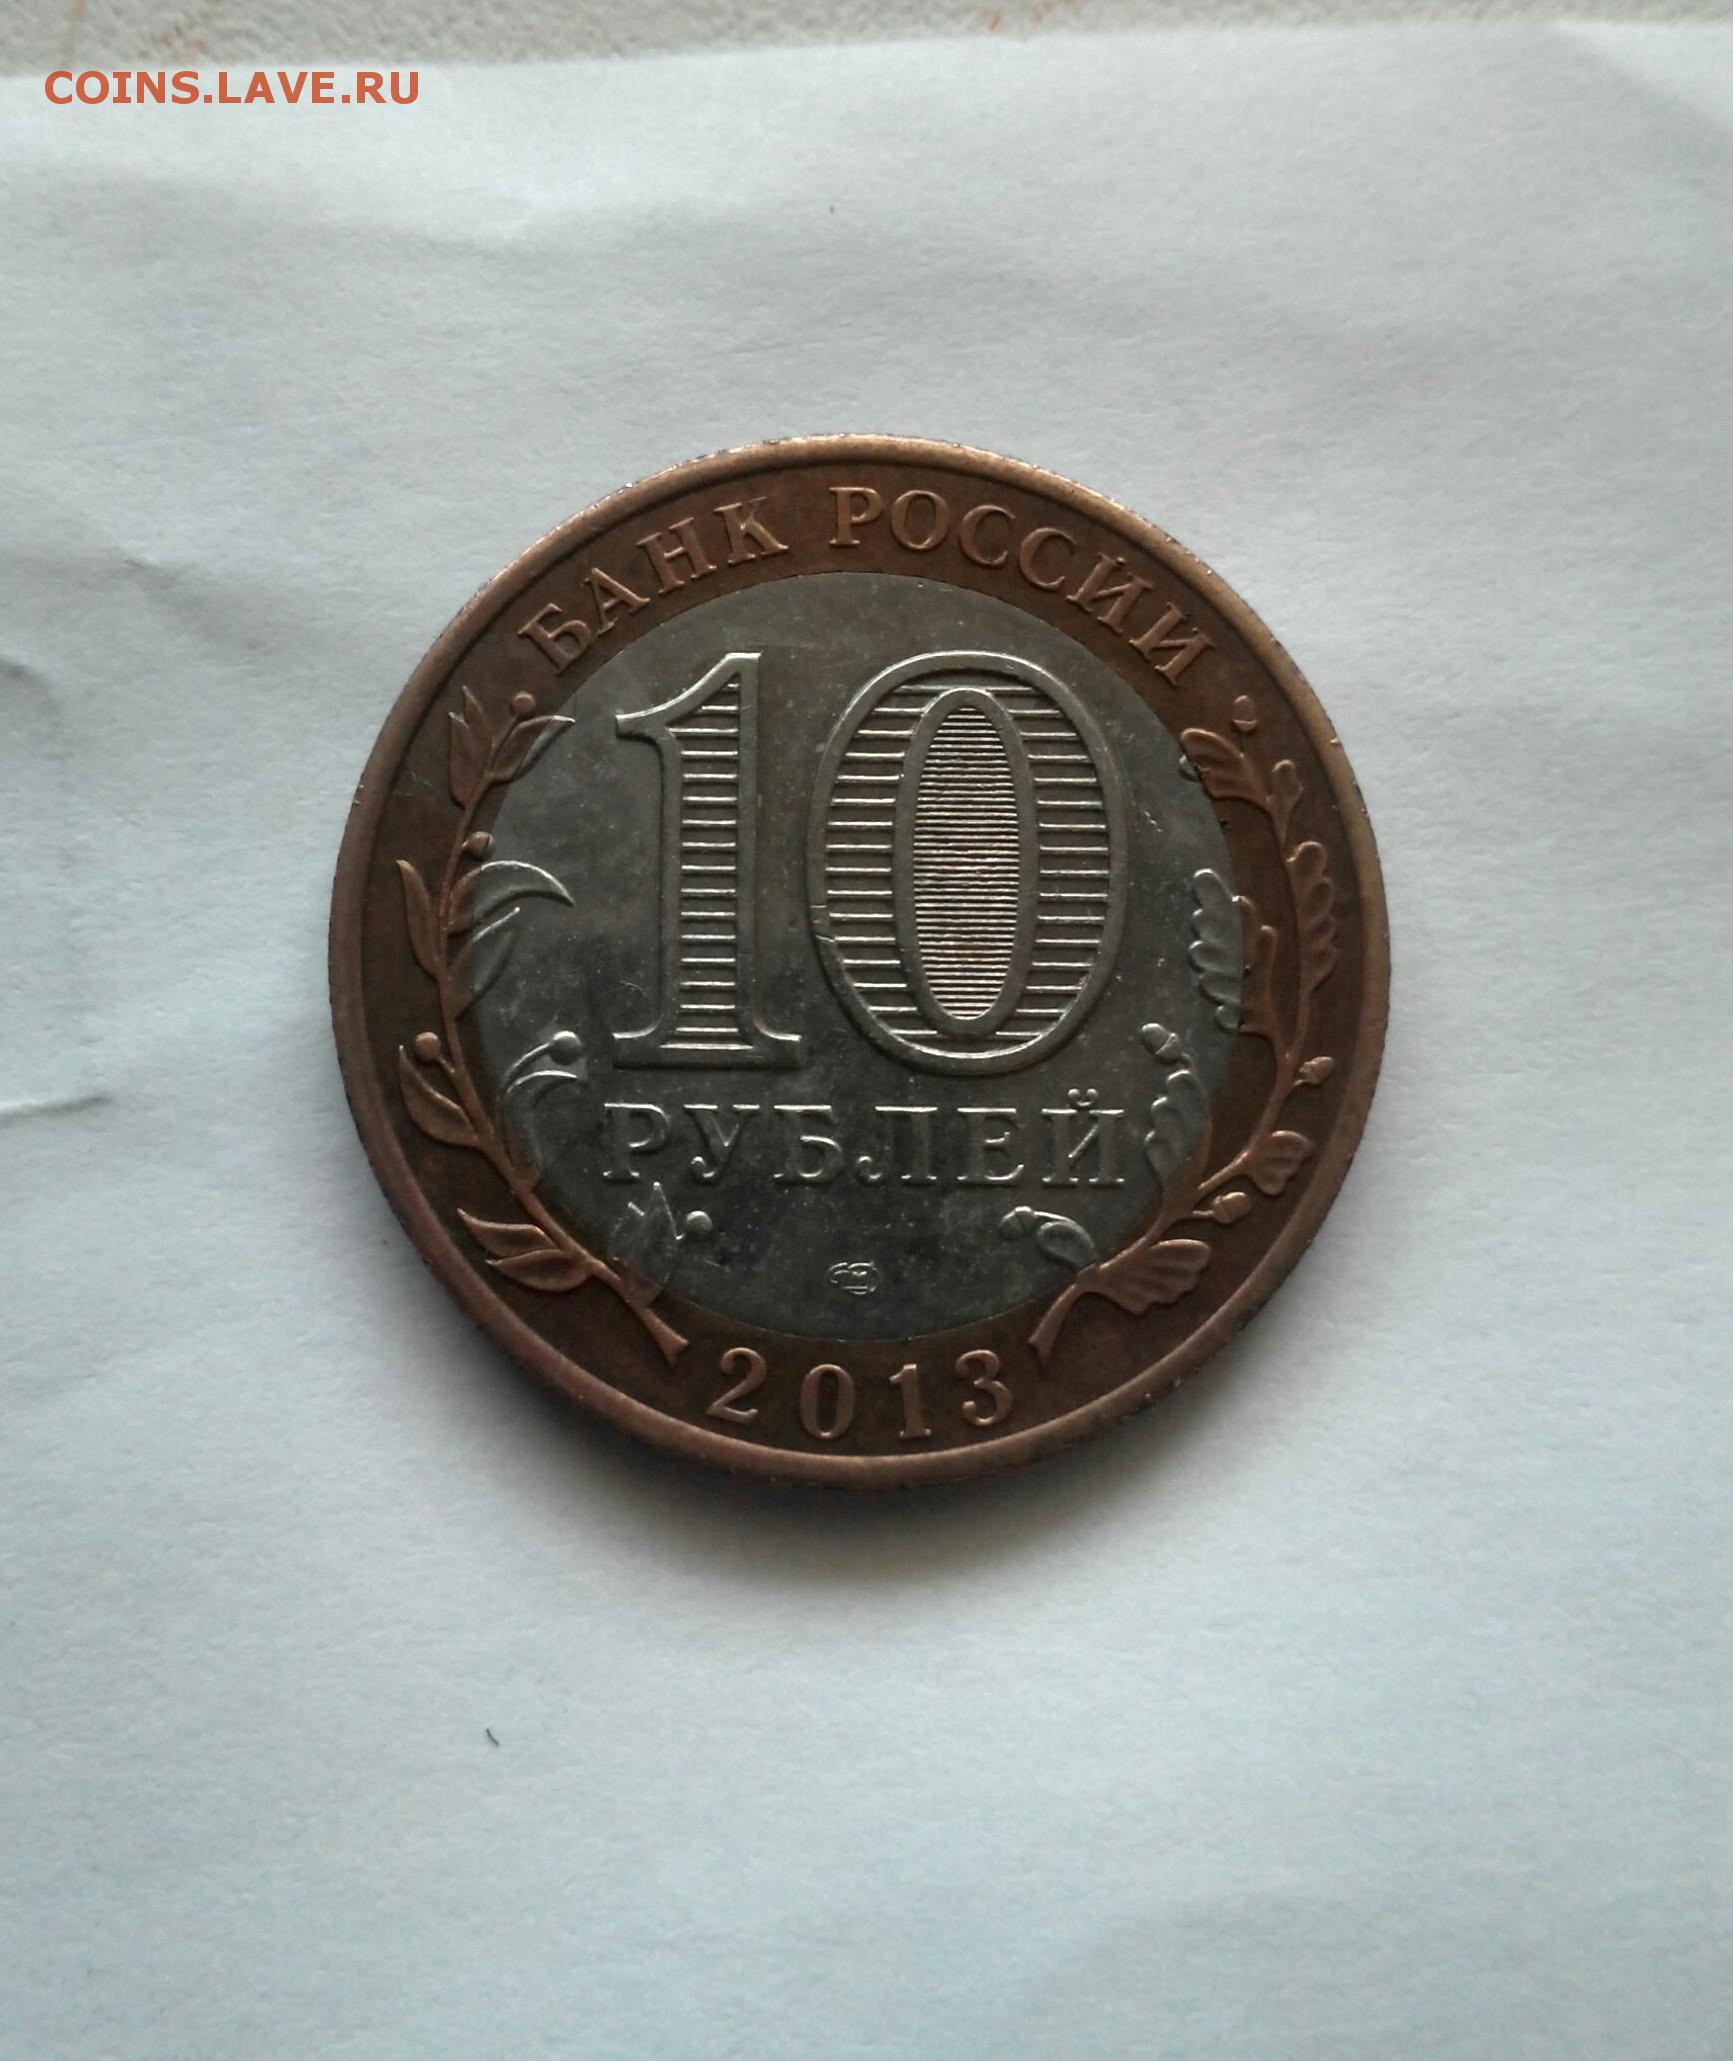 COINS.LAVE.RU
БАНК РОССИИ
10
РУБЛЕЙ
2013